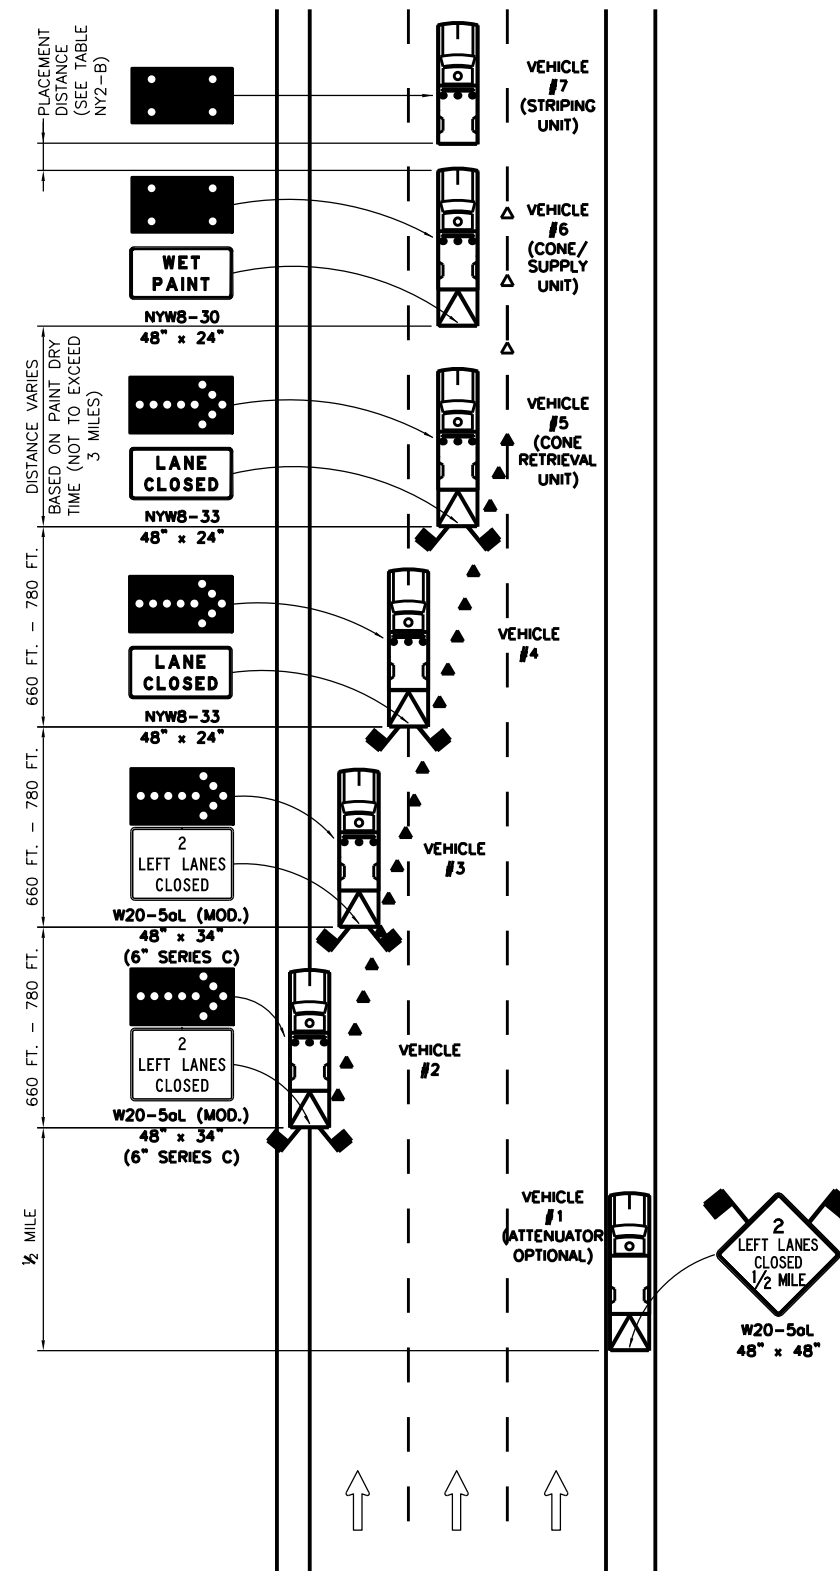 PLACEMENT
DISTANCE
(SEE TABLE
NY2-B)
VEHICLE
#7
(STRIPING
UNIT)
VEHICLE
#6
(CONE/
SUPPLY
UNIT)
WET
PAINT
NYW8-30
48" x 24"
DISTANCE VARIES
BASED ON PAINT DRY
TIME (NOT TO EXCEED
3 MILES)
VEHICLE
#5
(CONE
RETRIEVAL
UNIT)
LANE
CLOSED
NYW8-33
48" x 24"
660 FT. - 780 FT.
VEHICLE
#4
LANE
CLOSED
NYW8-33
48" x 24"
660 FT. - 780 FT.
VEHICLE
#3
2
LEFT LANES
CLOSED
W20-5aL (MOD.)
48" x 34"
(6" SERIES C)
660 FT. - 780 FT.
VEHICLE
#2
2
LEFT LANES
CLOSED
W20-5aL (MOD.)
48" x 34"
(6" SERIES C)
1/2 MILE
VEHICLE
#1
(ATTENUATOR
OPTIONAL)
2
LEFT LANES
CLOSED
1/2 MILE
W20-5aL
48" x 48"